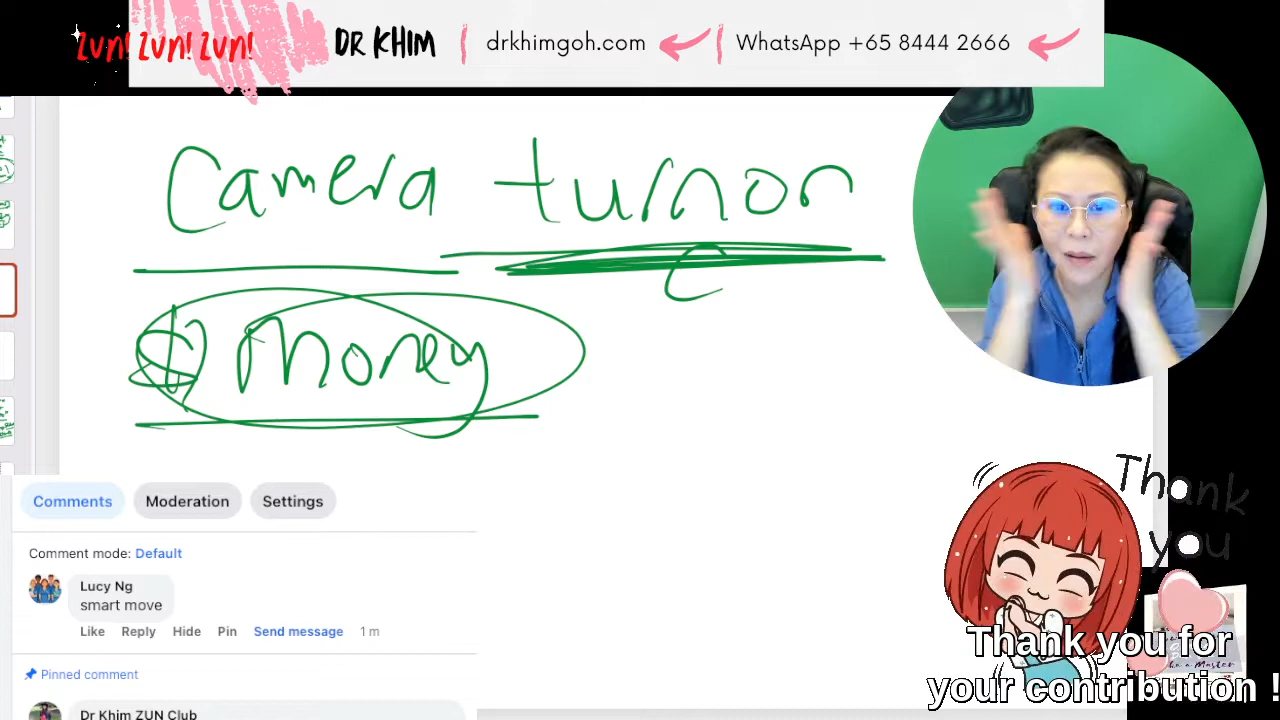 ZUN! ZUN! ZUN! DR KHIM drkhimgoh.com WhatsApp +65 8444 2666
Camera turnon
$ money
Comments Moderation Settings
Comment mode: Default
Lucy Ng
smart move
Like Reply Hide Pin Send message 1 m
Pinned comment
Dr Khim ZUN Club
Thank
you
Thank you for
your contribution !